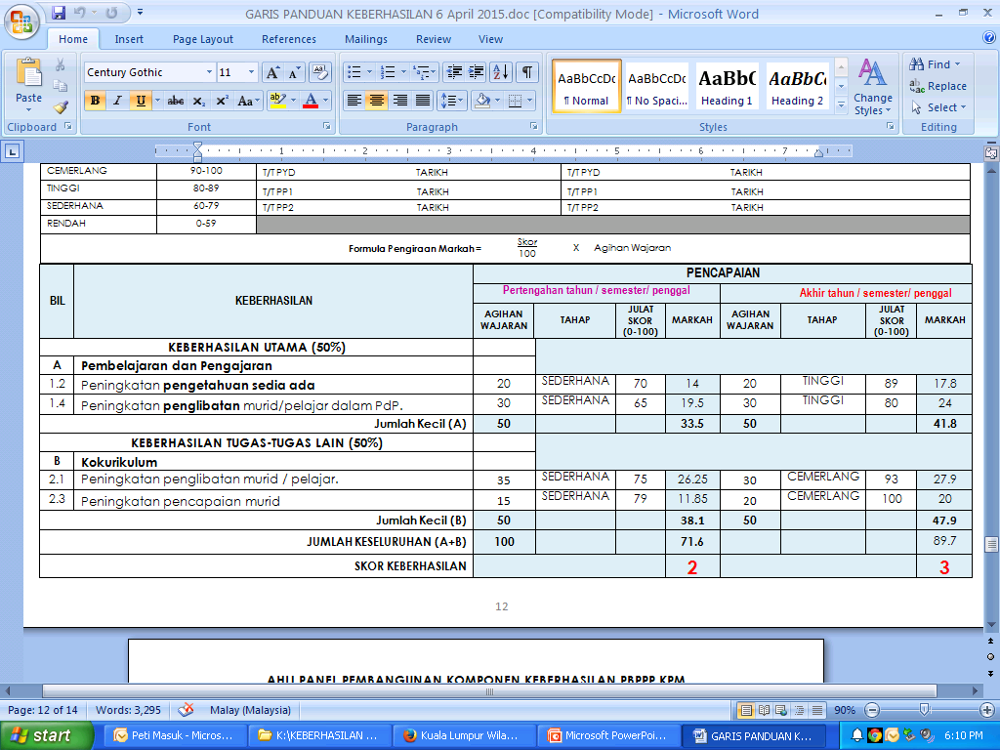 GARIS PANDUAN KEBERHASILAN 6 April 2015.doc [Compatibility Mode] - Microsoft Word
Home Insert Page Layout References Mailings Review View
Paste
Clipboard
Century Gothic 11
B I U abe x₂ x² Aa
Font
Paragraph
AaBbCcDc AaBbCcDc AaBbC AaBbCc
¶ Normal ¶ No Spaci... Heading 1 Heading 2
Change Styles
Styles
Find
Replace
Select
Editing
1 2 3 4 5 6 7
CEMERLANG 90-100 T/T PYD TARIKH T/T PYD TARIKH
TINGGI 80-89 T/T PP1 TARIKH T/T PP1 TARIKH
SEDERHANA 60-79 T/T PP2 TARIKH T/T PP2 TARIKH
RENDAH 0-59
Formula Pengiraan Markah = Skor X Agihan Wajaran
100
BIL KEBERHASILAN PENCAPAIAN
Pertengahan tahun / semester/ penggal Akhir tahun / semester/ penggal
AGIHAN WAJARAN TAHAP JULAT SKOR (0-100) MARKAH AGIHAN WAJARAN TAHAP JULAT SKOR (0-100) MARKAH
KEBERHASILAN UTAMA (50%)
A Pembelajaran dan Pengajaran
1.2 Peningkatan pengetahuan sedia ada 20 SEDERHANA 70 14 20 TINGGI 89 17.8
1.4 Peningkatan penglibatan murid/pelajar dalam PdP. 30 SEDERHANA 65 19.5 30 TINGGI 80 24
Jumlah Kecil (A) 50 33.5 50 41.8
KEBERHASILAN TUGAS-TUGAS LAIN (50%)
B Kokurikulum
2.1 Peningkatan penglibatan murid / pelajar. 35 SEDERHANA 75 26.25 30 CEMERLANG 93 27.9
2.3 Peningkatan pencapaian murid 15 SEDERHANA 79 11.85 20 CEMERLANG 100 20
Jumlah Kecil (B) 50 38.1 50 47.9
JUMLAH KESELURUHAN (A+B) 100 71.6 89.7
SKOR KEBERHASILAN 2 3
12
AHLI PANEL PEMBANGUNAN KOMPONEN KEBERHASILAN PBPPP KPM
Page: 12 of 14 Words: 3,295 Malay (Malaysia) 90%
start Peti Masuk - Micros... K:\KEBERHASILAN ... Kuala Lumpur Wila... Microsoft PowerPoi... GARIS PANDUAN K... 6:10 PM